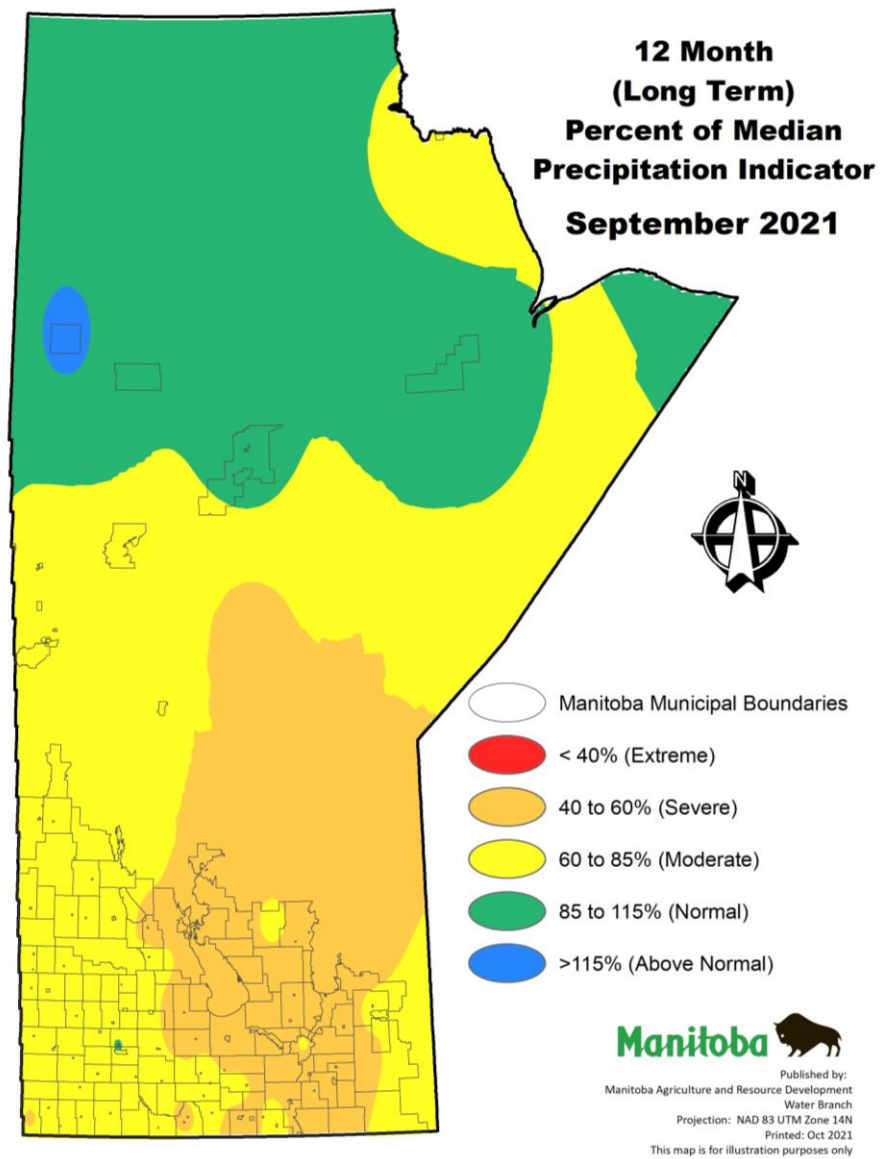 12 Month
(Long Term)
Percent of Median
Precipitation Indicator
September 2021
N
Manitoba Municipal Boundaries
< 40% (Extreme)
40 to 60% (Severe)
60 to 85% (Moderate)
85 to 115% (Normal)
>115% (Above Normal)
Manitoba
Published by:
Manitoba Agriculture and Resource Development
Water Branch
Projection: NAD 83 UTM Zone 14N
Printed: Oct 2021
This map is for illustration purposes only